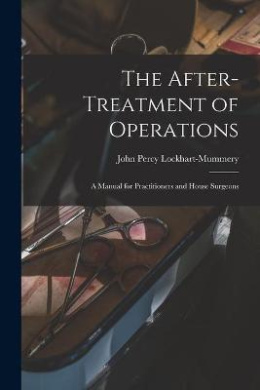 The After-
Treatment of
Operations
John Percy Lockhart-Mummery
A Manual for Practitioners and House Surgeons